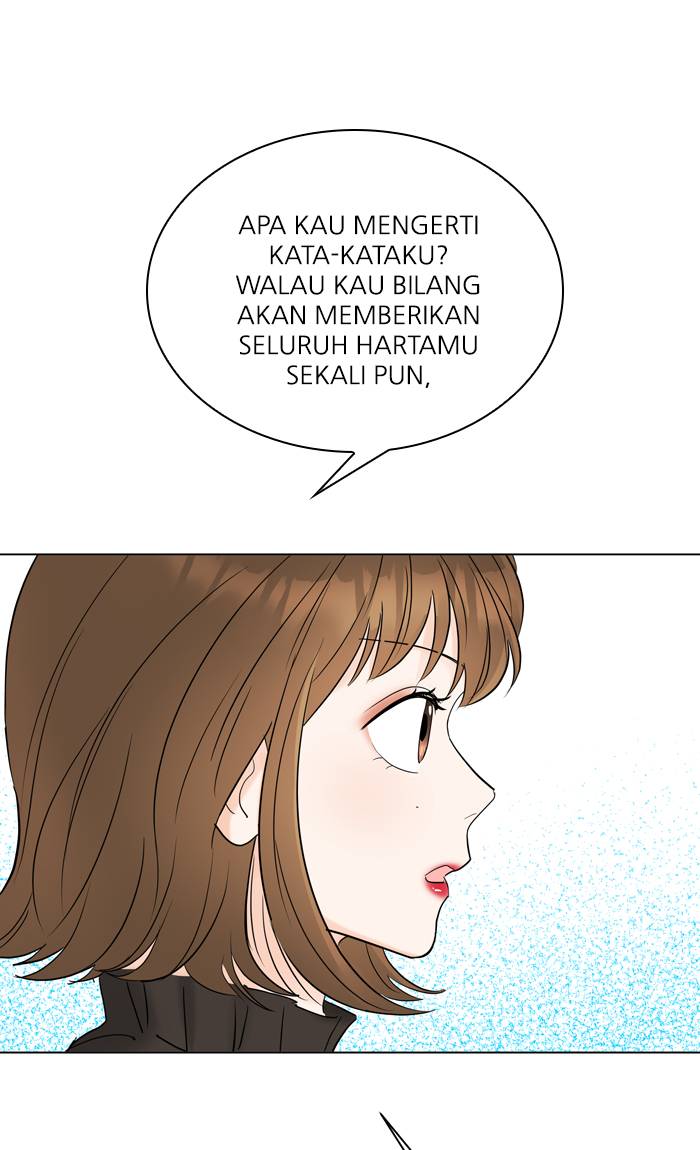 APA KAU MENGERTI
KATA-KATAKU?
WALAU KAU BILANG
AKAN MEMBERIKAN
SELURUH HARTAMU
SEKALI PUN,